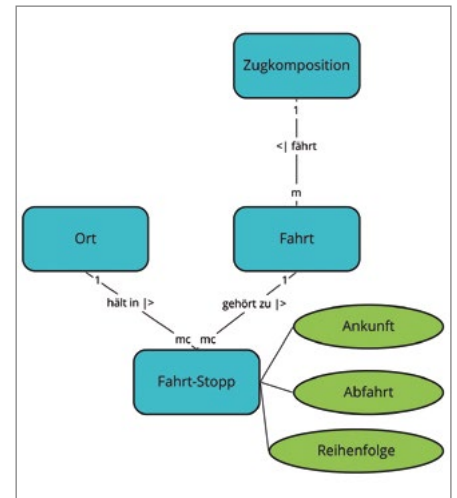 Zugkomposition
1
<| fährt
m
Ort
Fahrt
1
1
hält in |>
gehört zu |>
mc
mc
Fahrt-Stopp
Ankunft
Abfahrt
Reihenfolge